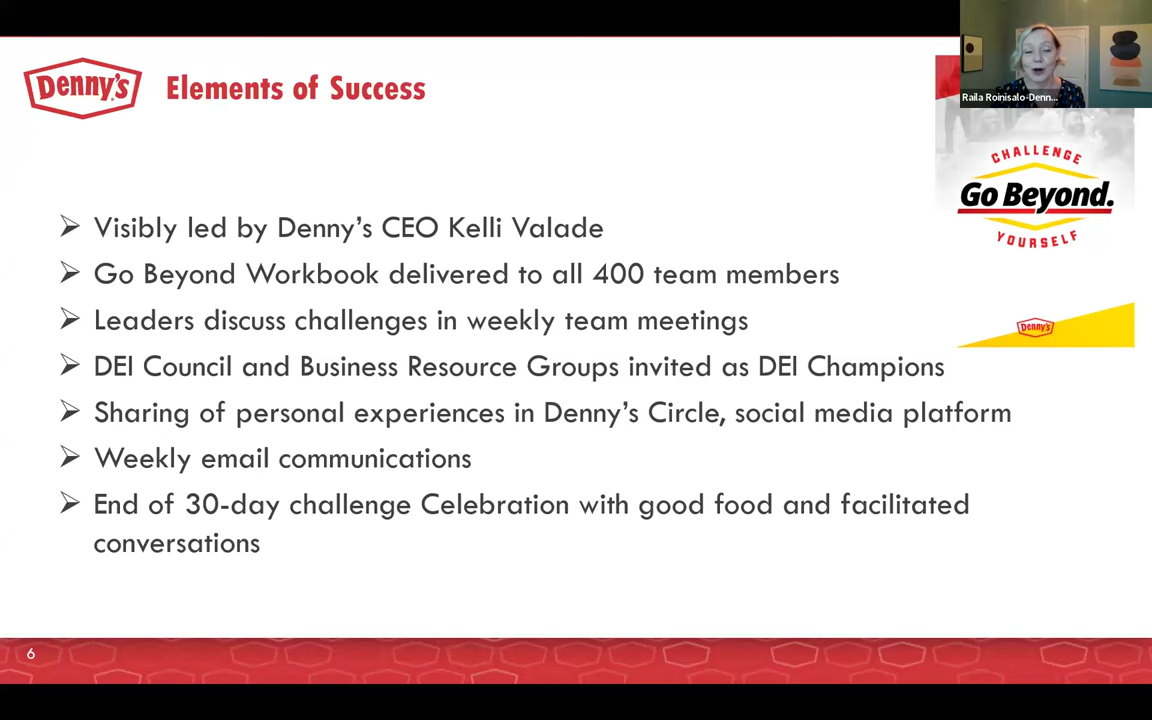 Denny's
Elements of Success
Raila Roinisalo-Denn...
CHALLENGE
Go Beyond.
YOURSELF
Denny's
Visibly led by Denny's CEO Kelli Valade
Go Beyond Workbook delivered to all 400 team members
Leaders discuss challenges in weekly team meetings
DEI Council and Business Resource Groups invited as DEI Champions
Sharing of personal experiences in Denny's Circle, social media platform
Weekly email communications
End of 30-day challenge Celebration with good food and facilitated
conversations
6